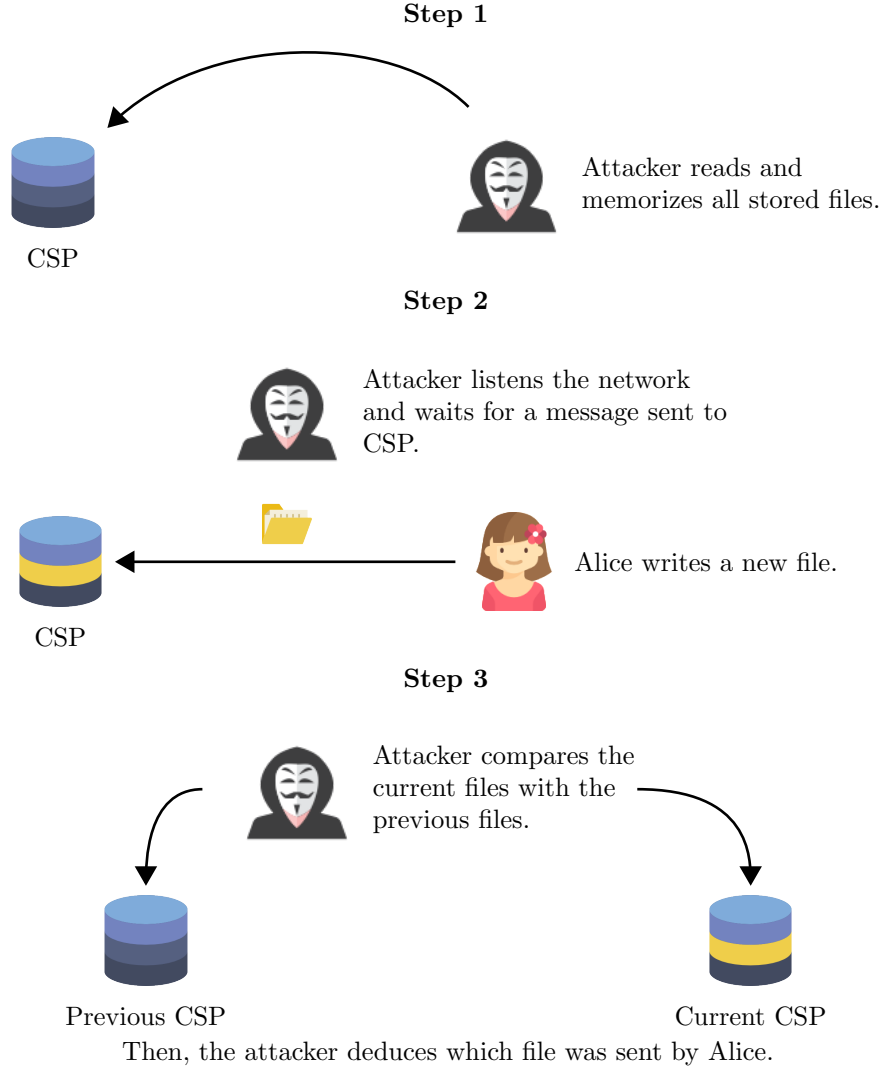 Step 1
Attacker reads and
memorizes all stored files.
CSP
Step 2
Attacker listens the network
and waits for a message sent to
CSP.
Alice writes a new file.
CSP
Step 3
Attacker compares the
current files with the
previous files.
Previous CSP
Current CSP
Then, the attacker deduces which file was sent by Alice.